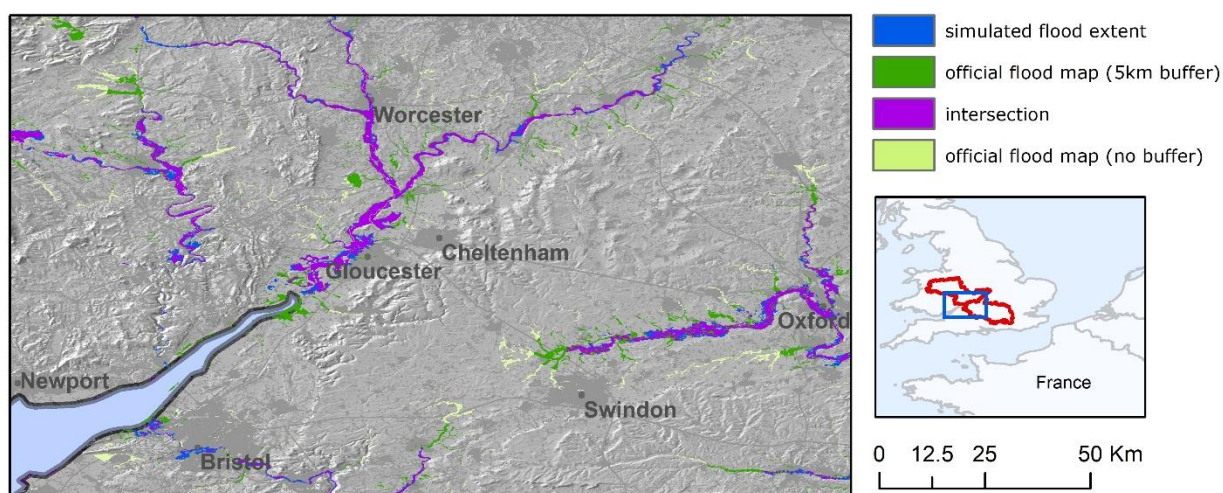 Worcester
Cheltenham
Gloucester
Oxford
Newport
Swindon
Bristol
simulated flood extent
official flood map (5km buffer)
intersection
official flood map (no buffer)
France
0 12.5 25 50 Km